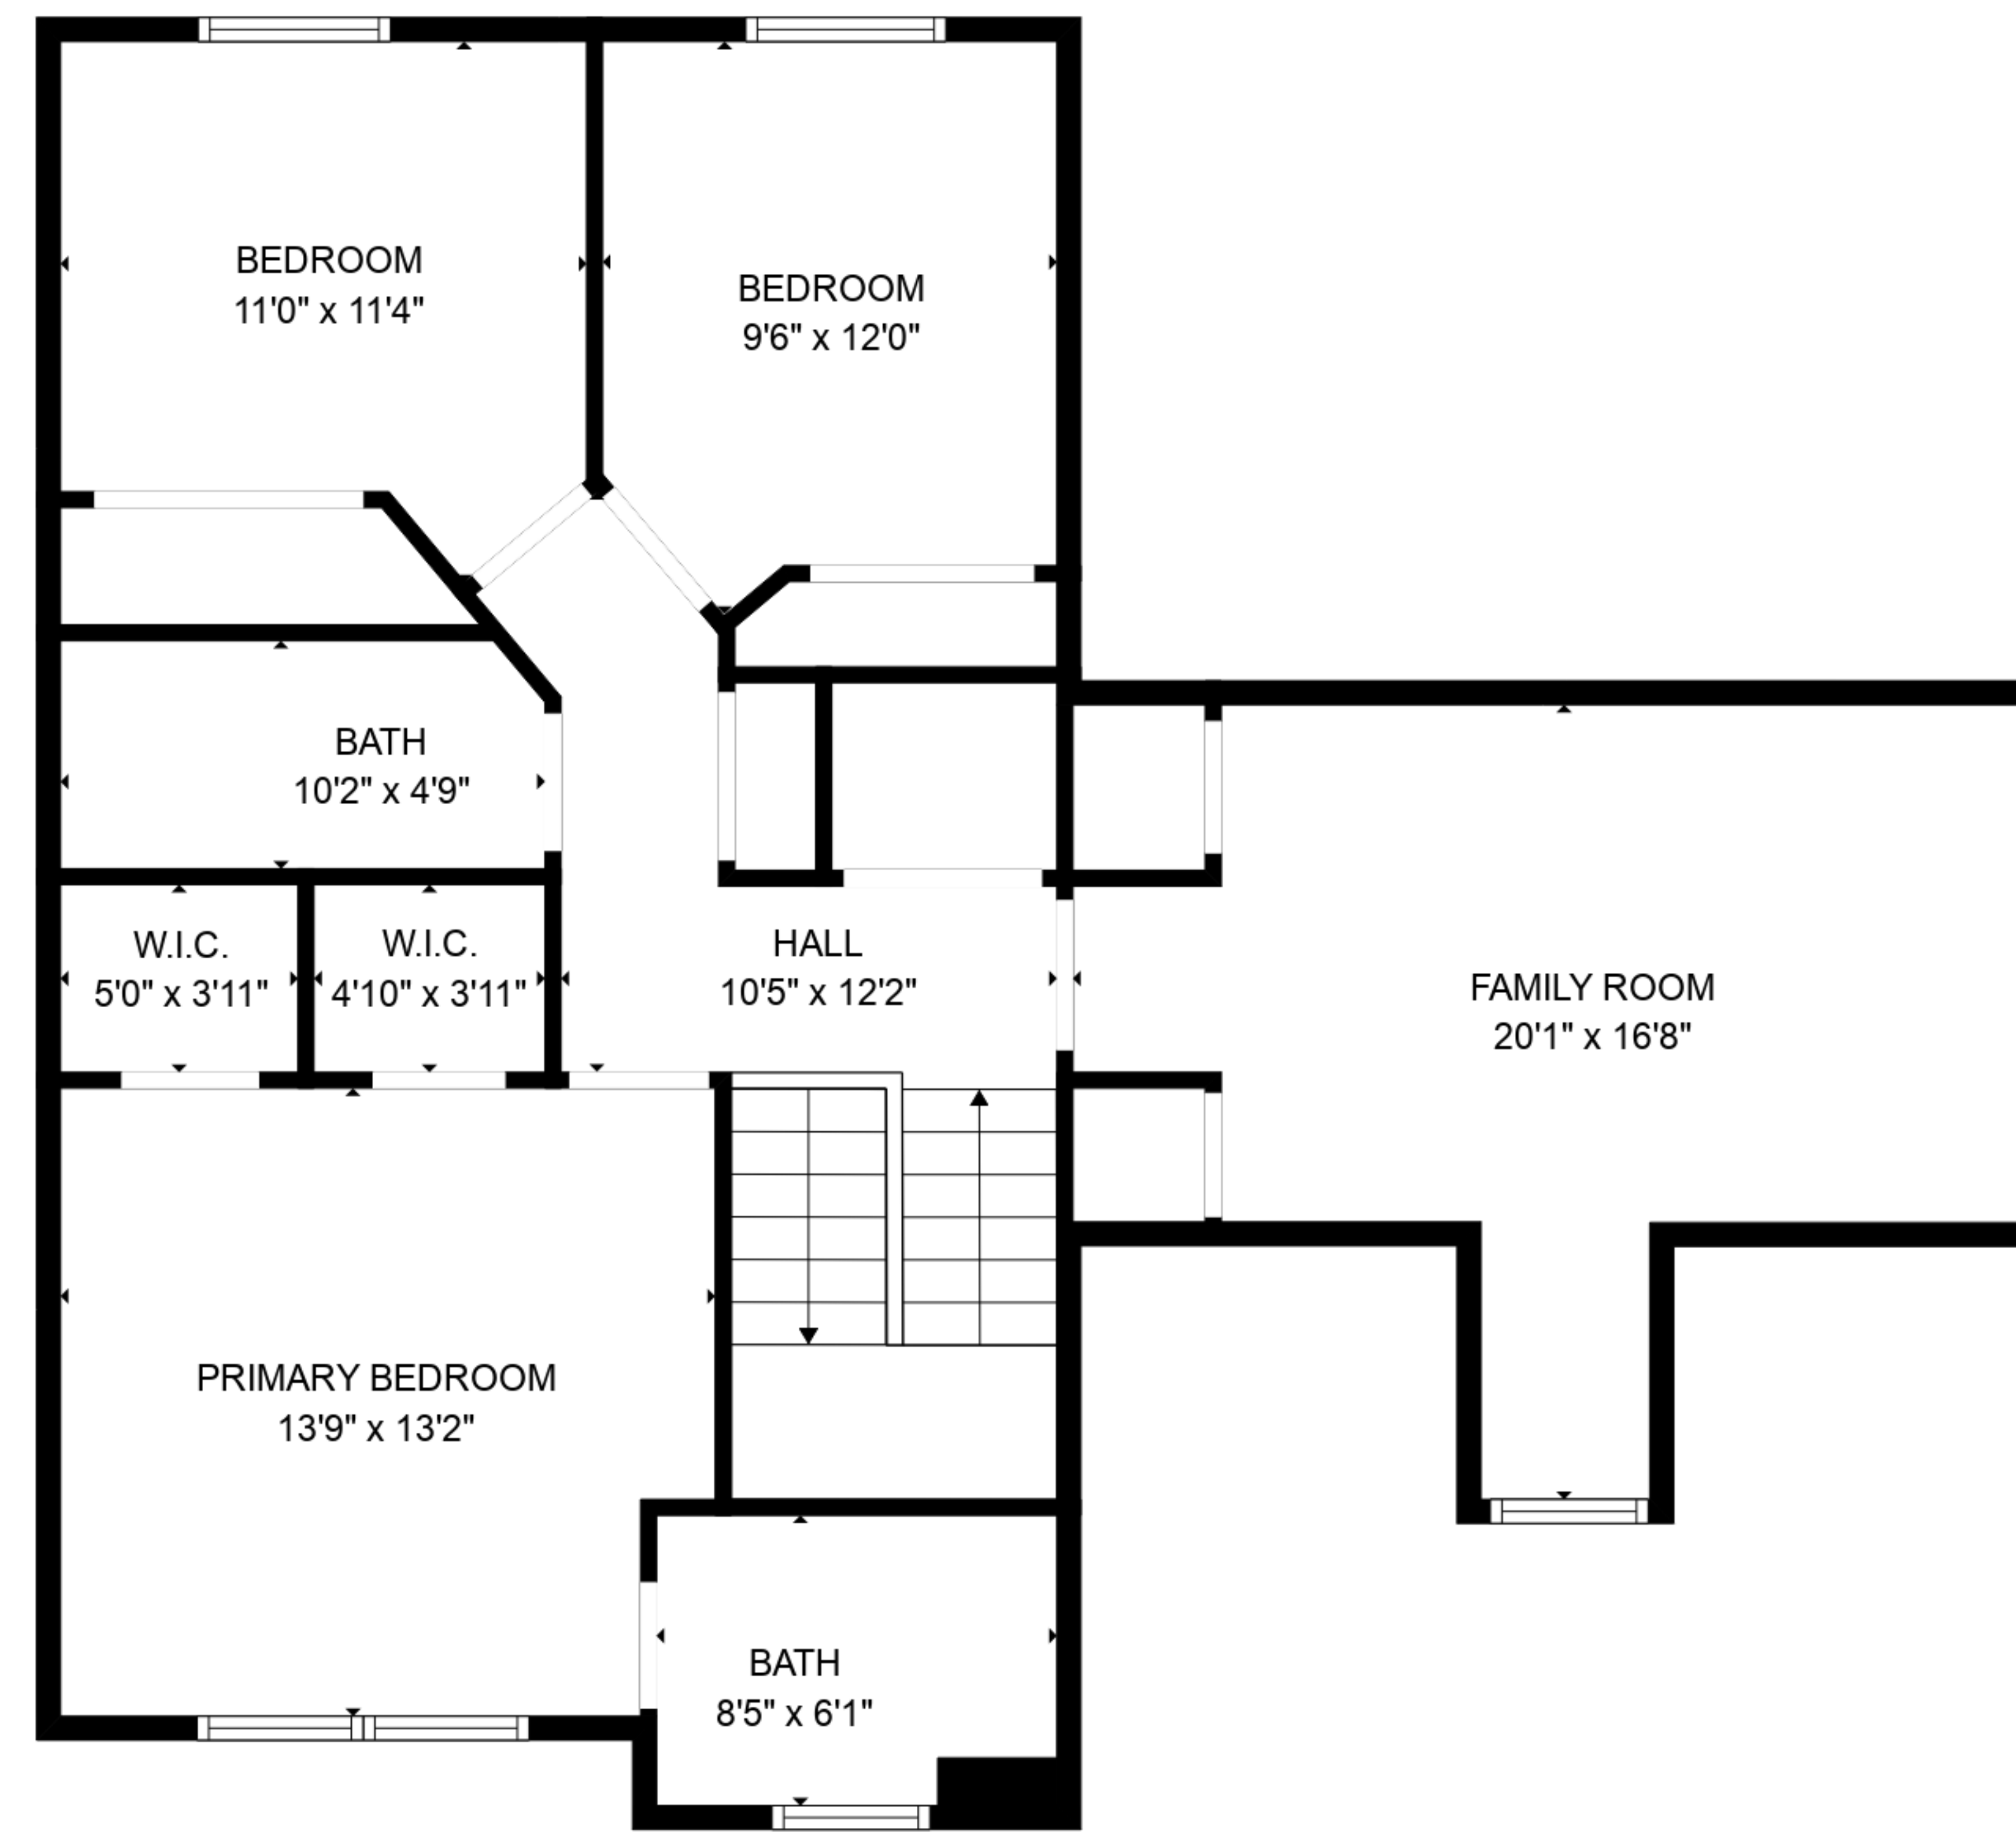 BEDROOM
11'0" x 11'4"
BEDROOM
9'6" x 12'0"
BATH
10'2" x 4'9"
W.I.C.
5'0" x 3'11"
W.I.C.
4'10" x 3'11"
HALL
10'5" x 12'2"
FAMILY ROOM
20'1" x 16'8"
PRIMARY BEDROOM
13'9" x 13'2"
BATH
8'5" x 6'1"